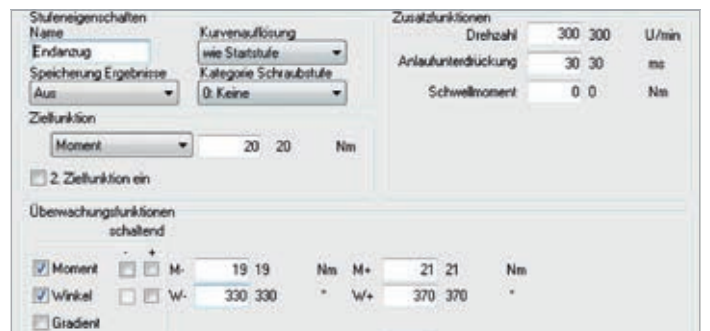 Stufeneigenschaften
Name
Endanzug
Kurvenauflösung
wie Startstufe
Speicherung Ergebnisse
Aus
Kategorie Schraubstufe
0: Keine
Zielfunktion
Moment 20 20 Nm
2. Zielfunktion ein
Zusatzfunktionen
Drehzahl 300 300 U/min
Anlaufunterdrückung 30 30 ms
Schwellmoment 0 0 Nm
Überwachungsfunktionen
schaltend
- +
Moment M- 19 19 Nm M+ 21 21 Nm
Winkel W- 330 330 ° W+ 370 370 °
Gradient